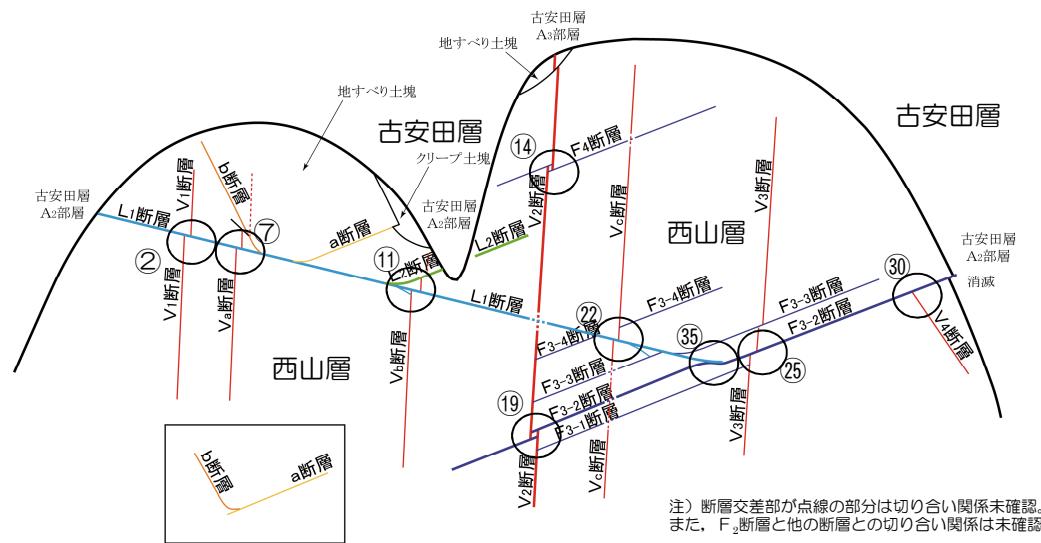 古安田層
A3部層
地すべり土塊
地すべり土塊
古安田層
古安田層
クリープ土塊
⑭
F4断層
b断層
V1断層
V2断層
Vc断層
V3断層
古安田層
A2部層
古安田層
A2部層
L1断層
⑦
a断層
L2断層
西山層
②
⑪
L2断層
古安田層
A2部層
消滅
㉚
V1断層
Va断層
L1断層
F3-4断層
F3-3断層
F3-2断層
㉒
㉟
V4断層
F3-4断層
西山層
Vb断層
F3-3断層
㉕
⑲
F3-2断層
F3-1断層
V3断層
V2断層
Vc断層
b断層
a断層
注）断層交差部が点線の部分は切り合い関係未確認。
また，F₂断層と他の断層との切り合い関係は未確認